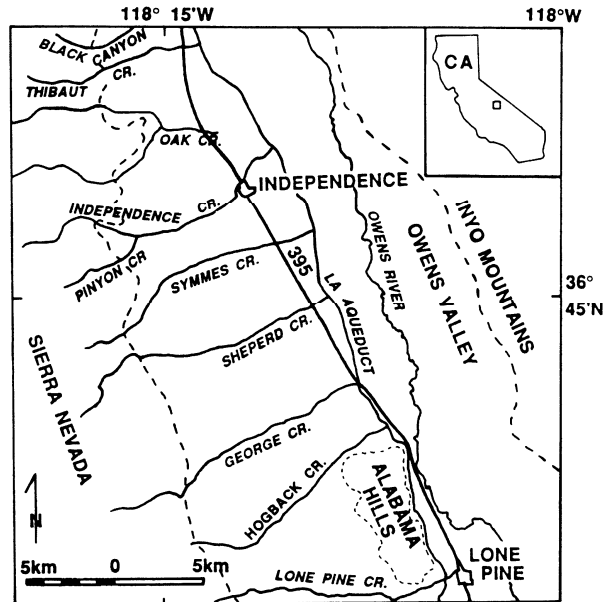 118° 15'W
118°W
BLACK CANYON
CR.
THIBAUT
CA
OAK CR.
INDEPENDENCE
INDEPENDENCE
CR.
PINYON CR
SYMMES CR.
395
OWENS RIVER
OWENS VALLEY
INYO MOUNTAINS
36°
45'N
LA AQUEDUCT
SHEPERD CR.
SIERRA NEVADA
GEORGE CR.
HOGBACK CR.
ALABAMA
HILLS
N
5km
0
5km
LONE PINE CR.
LONE
PINE